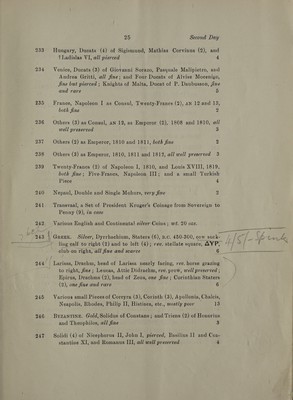 25 Second Day
233 Hungary, Ducats (4) of Sigismund, Mathias Corvinus (2), and
? Ladidas VI, all pierced 4
234 Venice, Ducats (3) of Giovanni Soranz, Pasquale Malipietro, and
Andrea Gritti, all fine; and Four Ducats of Alvise Mocenigo,
fine but pierced; Knights of Malta, Ducat of P. Daubusson, fine
and rare 5
235 France, Napoleon I as Consul, Twenty-Francs (2), AN 12 and 13,
both fine 2
236 Others (3) as Consul, AN 12, as Emperor (2), 1808 and 1810, all
well preserved 3
237 Others (2) as Emperor, 1810 and 1811, both fine 2
238 Others (3) as Emperor, 1810, 1811 and 1812, all well preserved 3
239 Twenty-Francs (2) of Napoleon I, 1810, and Louis XVIII, 1819,
both fine; Five-Francs, Napoleon III; and a small Turkish
Piece 4
240 Nepaul, Double and Single Mohurs, very fine 2
241 Transvaal, a Set of President Kruger's Coinage from Sovereign to
Penny (9), in case
242 Various English and Continental silver Coins; wt. 20 oz.
243 GREEK. Silver, Dyrrhachium, Staters (6), B.C. 450-300, cow suck-
ling calf to right (2) and to left (4); rev. stellate square, ΔΥΡ.
club on right, all fine and scarce 6
244 Larissa, Drachm, head of Larissa nearly facing, rev. horse grazing
to right, fine; Leucas, Attic Didrachm, rev. prow, well preserved;
Epirus, Drachms (2), head of Zeus, one fine; Corinthian Staters
(2), one fine and rare 6
245 Various small Pieces of Corcyra (3), Corinth (3), Apollonia, Chalcis,
Neapolis, Rhodes, Philip II, Histiaea, etc., mostly poor 13
246 BYZANTINE. Gold, Solidus of Constans; and Triens (2) of Honorius
and Theophilus, all fine 3
247 Solidi (4) of Nicephorus II, John I, pierced, Basilius II and Con-
stantine XI, and Romanus III, all well preserved 4